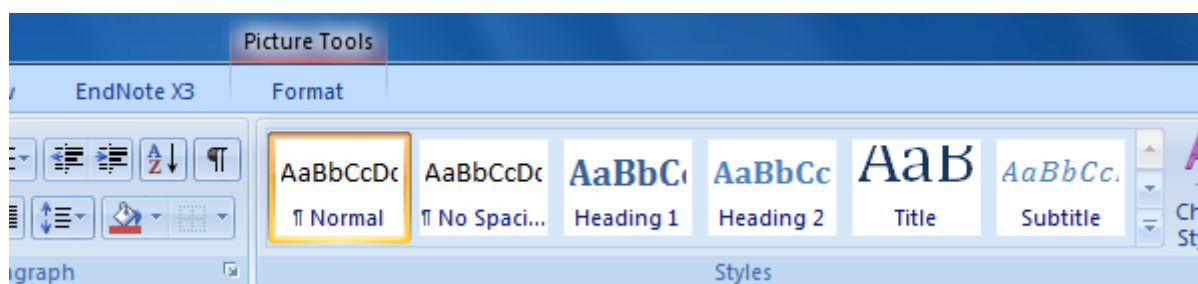 Picture Tools
EndNote X3 Format
AaBbCcDc AaBbCcDc AaBbC AaBbCc AaB AaBbCc.
¶ Normal ¶ No Spaci... Heading 1 Heading 2 Title Subtitle
Styles